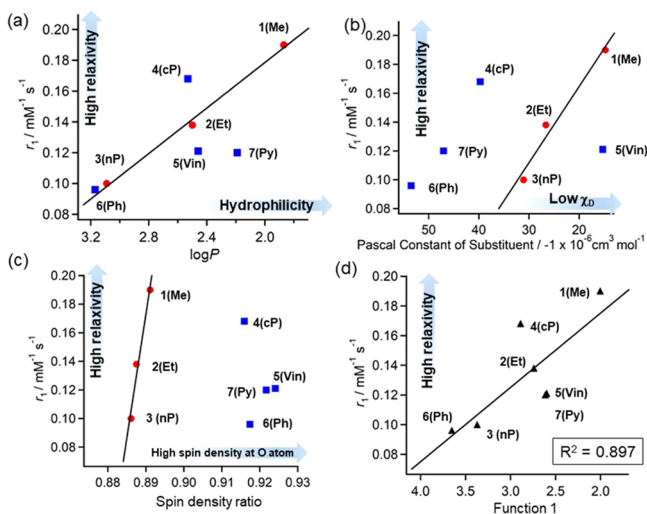 (a)
High relaxivity
r1 / mM-1 s-1
0.20
0.18
0.16
0.14
0.12
0.10
0.08
1(Me)
4(cP)
2(Et)
3(nP)
5(Vin)
7(Py)
6(Ph)
Hydrophilicity
3.2
2.8
2.4
2.0
logP
(b)
High relaxivity
r1 / mM-1 s-1
0.20
0.18
0.16
0.14
0.12
0.10
0.08
4(cP)
1(Me)
2(Et)
7(Py)
5(Vin)
6(Ph)
3(nP)
Low χD
50
40
30
20
Pascal Constant of Substituent / -1 x 10-6cm3 mol-1
(c)
High relaxivity
r1 / mM-1 s-1
0.20
0.18
0.16
0.14
0.12
0.10
0.08
1(Me)
4(cP)
2(Et)
7(Py)
5(Vin)
3 (nP)
6(Ph)
High spin density at O atom
0.88
0.89
0.90
0.91
0.92
0.93
Spin density ratio
(d)
High relaxivity
r1 / mM-1 s-1
0.20
0.18
0.16
0.14
0.12
0.10
0.08
1(Me)
4(cP)
2(Et)
5(Vin)
7(Py)
6(Ph)
3 (nP)
R2 = 0.897
4.0
3.5
3.0
2.5
2.0
Function 1